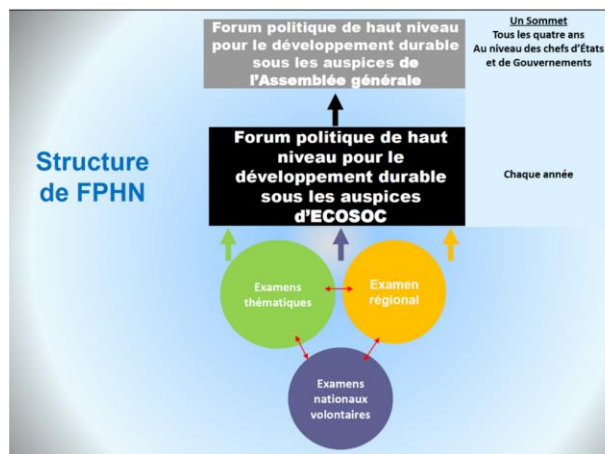 Forum politique de haut niveau
pour le développement durable
sous les auspices de
l'Assemblée générale
Un Sommet
Tous les quatre ans
Au niveau des chefs d'États
et de Gouvernements
Structure
de FPHN
Forum politique de haut
niveau pour le
développement durable
sous les auspices
d'ECOSOC
Chaque année
Examens
thématiques
Examen
régional
Examens
nationaux
volontaires